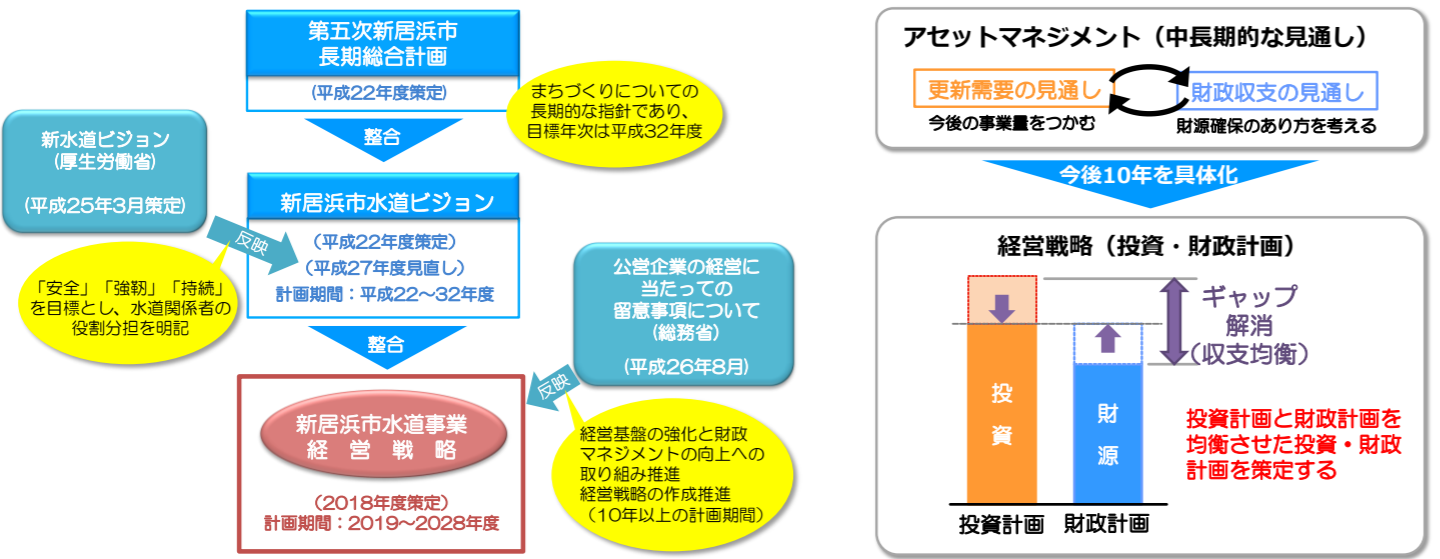 第五次新居浜市
長期総合計画
(平成22年度策定)
まちづくりについての
長期的な指針であり、
目標年次は平成32年度
整合
新水道ビジョン
(厚生労働省)
(平成25年3月策定)
反映
「安全」「強靭」「持続」
を目標とし、水道関係者の
役割分担を明記
新居浜市水道ビジョン
（平成22年度策定）
（平成27年度見直し）
計画期間：平成22～32年度
整合
公営企業の経営に
当たっての
留意事項について
(総務省)
(平成26年8月)
反映
経営基盤の強化と財政
マネジメントの向上への
取り組み推進
経営戦略の作成推進
（10年以上の計画期間）
新居浜市水道事業
経 営 戦 略
（2018年度策定）
計画期間：2019～2028年度
アセットマネジメント（中長期的な見通し）
更新需要の見通し
財政収支の見通し
今後の事業量をつかむ
財源確保のあり方を考える
今後10年を具体化
経営戦略（投資・財政計画）
ギャップ
解消
（収支均衡）
投
資
財
源
投資計画と財政計画を
均衡させた投資・財政
計画を策定する
投資計画
財政計画